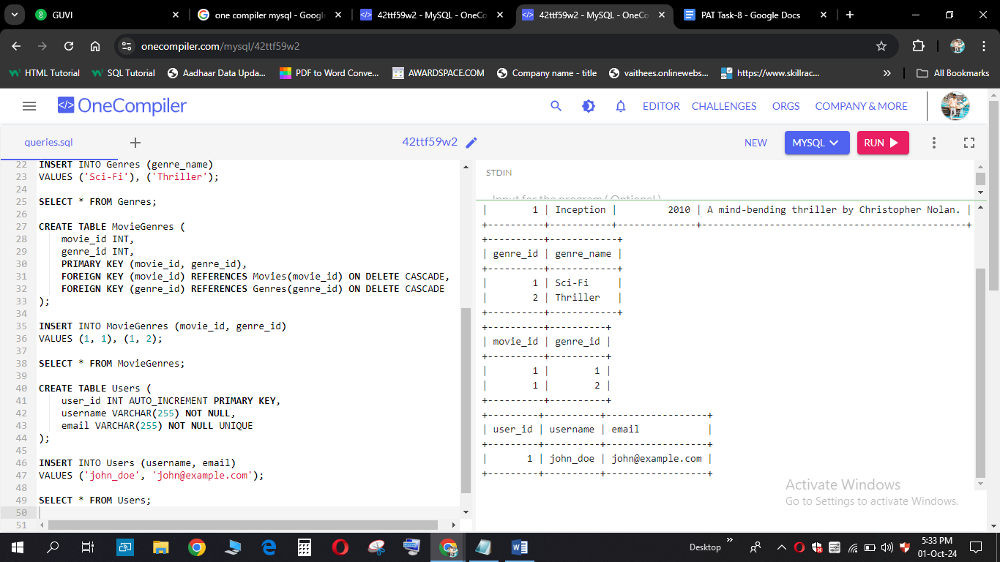 GUVI
one compiler mysql - Googl
42ttf59w2 - MySQL - OneCo
42ttf59w2 - MySQL - OneCo
PAT Task-8 - Google Docs
onecompiler.com/mysql/42ttf59w2
HTML Tutorial
SQL Tutorial
Aadhaar Data Upda...
PDF to Word Conve...
AWARDSPACE.COM
Company name - title
vaithees.onlinewebs...
https://www.skillrac...
»
All Bookmarks
</> OneCompiler
EDITOR
CHALLENGES
ORGS
COMPANY & MORE
queries.sql
+
42ttf59w2
NEW
MYSQL
RUN
22 INSERT INTO Genres (genre_name)
23 VALUES ('Sci-Fi'), ('Thriller');
24
25 SELECT * FROM Genres;
26
27 CREATE TABLE MovieGenres (
28     movie_id INT,
29     genre_id INT,
30     PRIMARY KEY (movie_id, genre_id),
31     FOREIGN KEY (movie_id) REFERENCES Movies(movie_id) ON DELETE CASCADE,
32     FOREIGN KEY (genre_id) REFERENCES Genres(genre_id) ON DELETE CASCADE
33 );
34
35 INSERT INTO MovieGenres (movie_id, genre_id)
36 VALUES (1, 1), (1, 2);
37
38 SELECT * FROM MovieGenres;
39
40 CREATE TABLE Users (
41     user_id INT AUTO_INCREMENT PRIMARY KEY,
42     username VARCHAR(255) NOT NULL,
43     email VARCHAR(255) NOT NULL UNIQUE
44 );
45
46 INSERT INTO Users (username, email)
47 VALUES ('john_doe', 'john@example.com');
48
49 SELECT * FROM Users;
50
51
STDIN
Input for the program ( Optional )
|        1 | Inception |         2010 | A mind-bending thriller by Christopher Nolan. |
+----------+-----------+--------------+-----------------------------------------------+
+----------+------------+
| genre_id | genre_name |
+----------+------------+
|        1 | Sci-Fi     |
|        2 | Thriller   |
+----------+------------+
+----------+----------+
| movie_id | genre_id |
+----------+----------+
|        1 |        1 |
|        1 |        2 |
+----------+----------+
+---------+----------+------------------+
| user_id | username | email            |
+---------+----------+------------------+
|       1 | john_doe | john@example.com |
+---------+----------+------------------+
Activate Windows
Go to Settings to activate Windows.
Desktop
»
5:33 PM
01-Oct-24